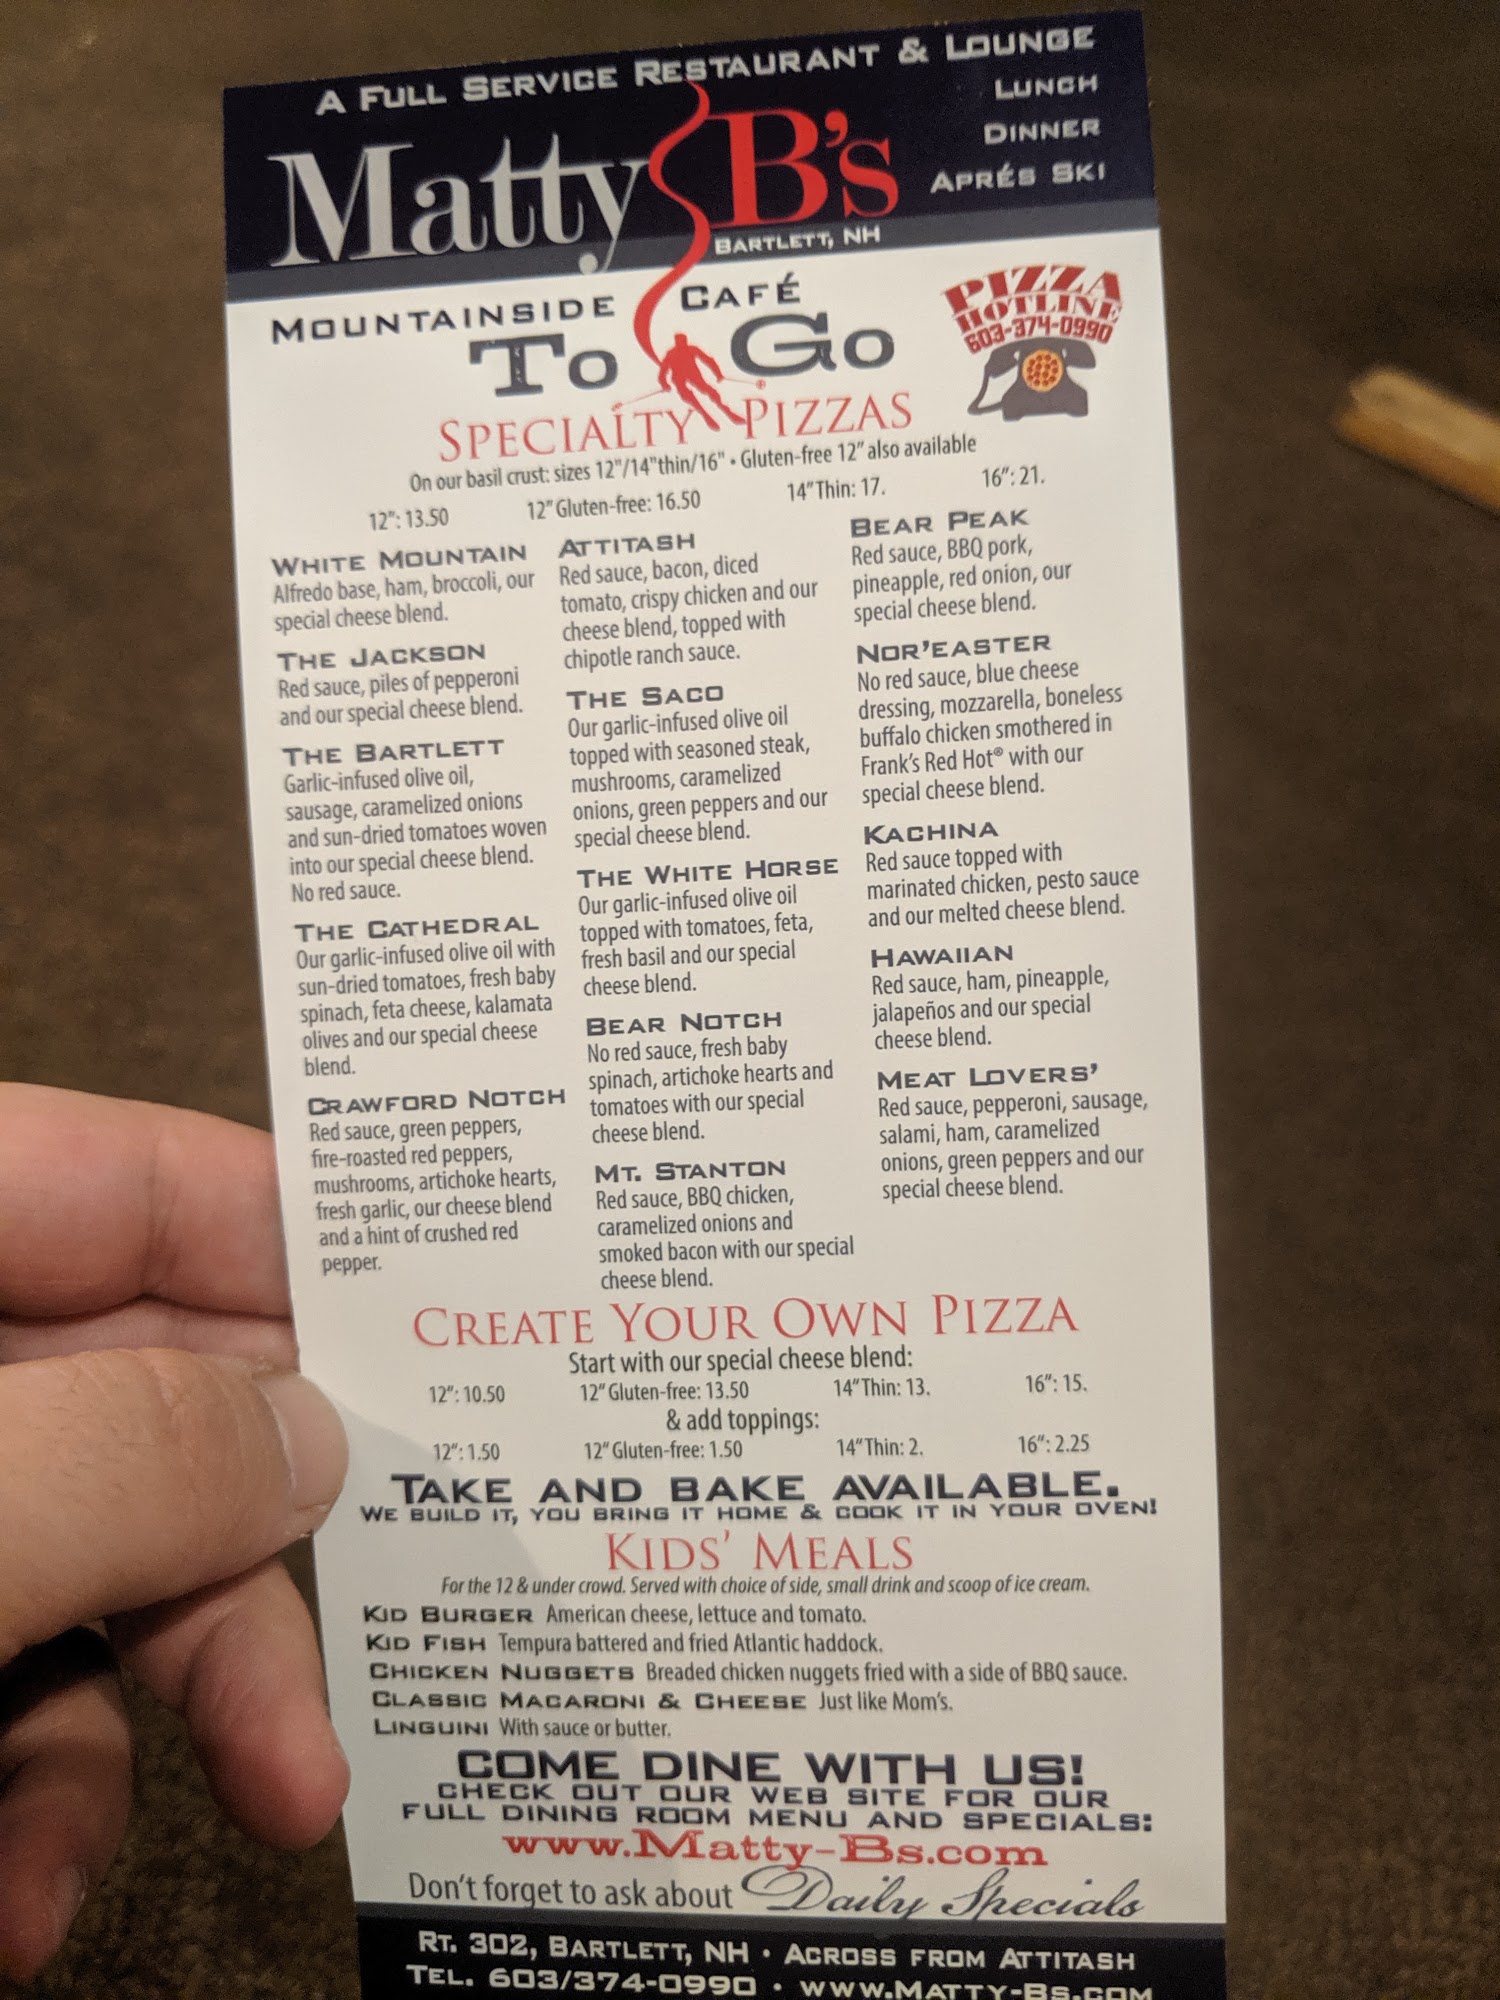 A Full Service Restaurant & Lounge
Lunch
Dinner
Aprés Ski
Matty B's
Bartlett, NH
Mountainside Café
To Go
Pizza
Hotline
603-374-0990
Specialty Pizzas
On our basil crust: sizes 12"/14"thin/16" • Gluten-free 12" also available
12": 13.50 12" Gluten-free: 16.50 14" Thin: 17. 16": 21.
White Mountain
Alfredo base, ham, broccoli, our
special cheese blend.
The Jackson
Red sauce, piles of pepperoni
and our special cheese blend.
The Bartlett
Garlic-infused olive oil,
sausage, caramelized onions
and sun-dried tomatoes woven
into our special cheese blend.
No red sauce.
The Cathedral
Our garlic-infused olive oil with
sun-dried tomatoes, fresh baby
spinach, feta cheese, kalamata
olives and our special cheese
blend.
Crawford Notch
Red sauce, green peppers,
fire-roasted red peppers,
mushrooms, artichoke hearts,
fresh garlic, our cheese blend
and a hint of crushed red
pepper.
Attitash
Red sauce, bacon, diced
tomato, crispy chicken and our
cheese blend, topped with
chipotle ranch sauce.
The Saco
Our garlic-infused olive oil
topped with seasoned steak,
mushrooms, caramelized
onions, green peppers and our
special cheese blend.
The White Horse
Our garlic-infused olive oil
topped with tomatoes, feta,
fresh basil and our special
cheese blend.
Bear Notch
No red sauce, fresh baby
spinach, artichoke hearts and
tomatoes with our special
cheese blend.
Mt. Stanton
Red sauce, BBQ chicken,
caramelized onions and
smoked bacon with our special
cheese blend.
Bear Peak
Red sauce, BBQ pork,
pineapple, red onion, our
special cheese blend.
Nor'easter
No red sauce, blue cheese
dressing, mozzarella, boneless
buffalo chicken smothered in
Frank's Red Hot® with our
special cheese blend.
Kachina
Red sauce topped with
marinated chicken, pesto sauce
and our melted cheese blend.
Hawaiian
Red sauce, ham, pineapple,
jalapeños and our special
cheese blend.
Meat Lovers'
Red sauce, pepperoni, sausage,
salami, ham, caramelized
onions, green peppers and our
special cheese blend.
Create Your Own Pizza
Start with our special cheese blend:
12": 10.50 12" Gluten-free: 13.50 14" Thin: 13. 16": 15.
& add toppings:
12": 1.50 12" Gluten-free: 1.50 14" Thin: 2. 16": 2.25
Take and Bake Available.
We build it, you bring it home & cook it in your oven!
Kids' Meals
For the 12 & under crowd. Served with choice of side, small drink and scoop of ice cream.
Kid Burger American cheese, lettuce and tomato.
Kid Fish Tempura battered and fried Atlantic haddock.
Chicken Nuggets Breaded chicken nuggets fried with a side of BBQ sauce.
Classic Macaroni & Cheese Just like Mom's.
Linguini With sauce or butter.
Come Dine With Us!
Check out our web site for our
full dining room menu and specials:
www.Matty-Bs.com
Don't forget to ask about Daily Specials
Rt. 302, Bartlett, NH • Across from Attitash
Tel. 603/374-0990 • www.Matty-Bs.com